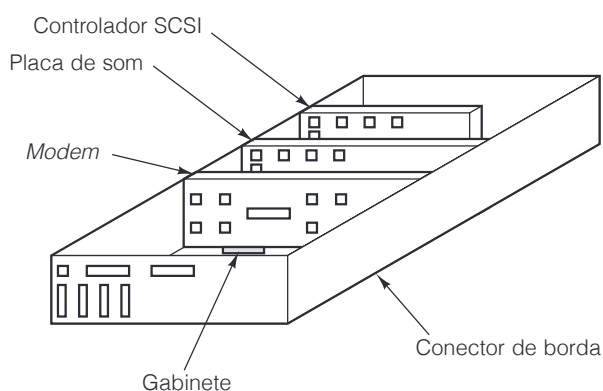 Controlador SCSI
Placa de som
Modem
Conector de borda
Gabinete